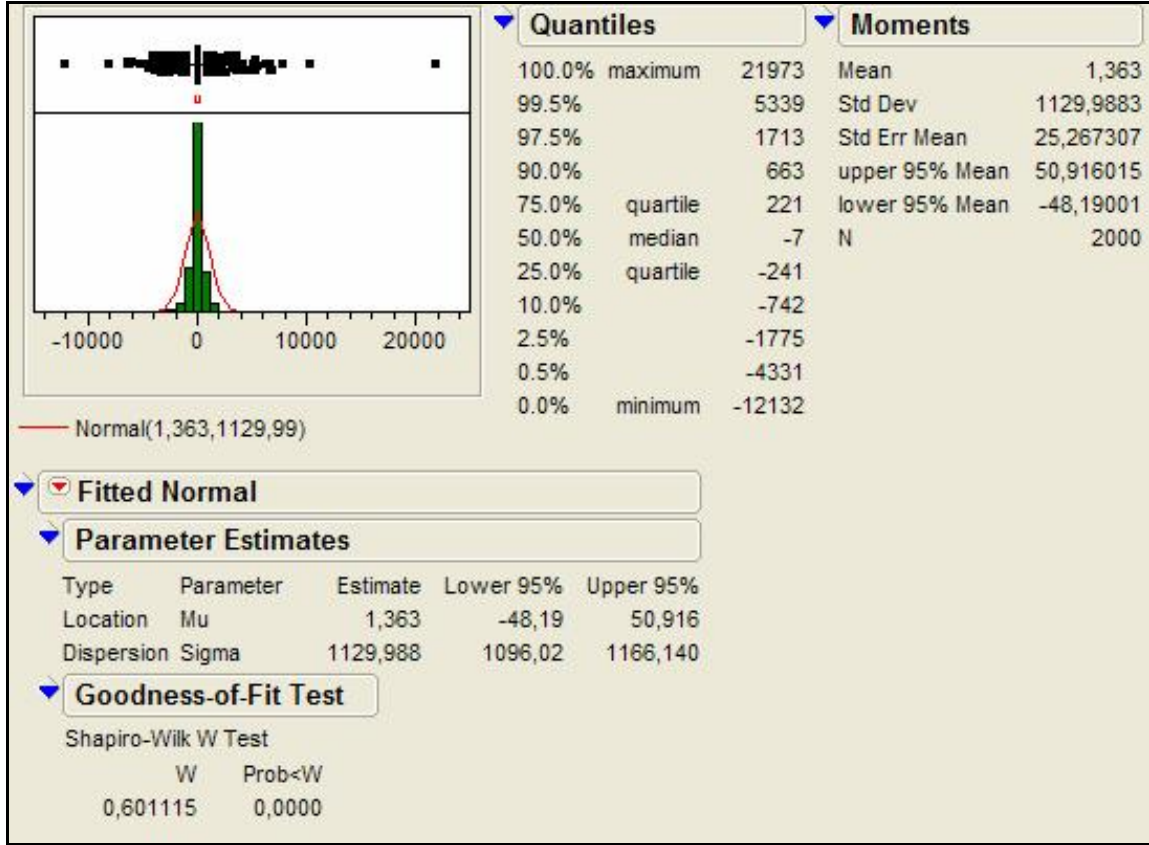 -10000 0 10000 20000
Normal(1,363,1129,99)
Quantiles
100.0% maximum 21973
99.5% 5339
97.5% 1713
90.0% 663
75.0% quartile 221
50.0% median -7
25.0% quartile -241
10.0% -742
2.5% -1775
0.5% -4331
0.0% minimum -12132
Moments
Mean 1,363
Std Dev 1129,9883
Std Err Mean 25,267307
upper 95% Mean 50,916015
lower 95% Mean -48,19001
N 2000
Fitted Normal
Parameter Estimates
Type Parameter Estimate Lower 95% Upper 95%
Location Mu 1,363 -48,19 50,916
Dispersion Sigma 1129,988 1096,02 1166,140
Goodness-of-Fit Test
Shapiro-Wilk W Test
W Prob<W
0,601115 0,0000